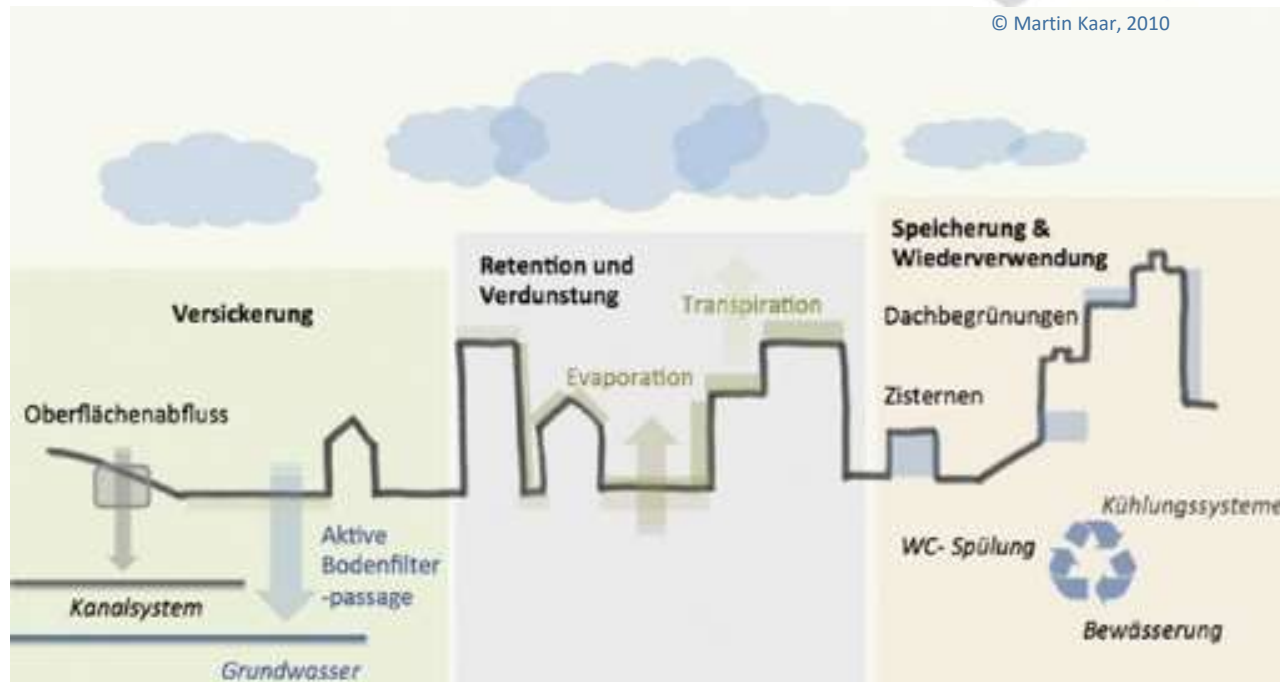 © Martin Kaar, 2010
Versickerung
Oberflächenabfluss
Aktive
Bodenfilter
-passage
Kanalsystem
Grundwasser
Retention und
Verdunstung
Transpiration
Evaporation
Speicherung &
Wiederverwendung
Dachbegrünungen
Zisternen
Kühlungssysteme
WC- Spülung
Bewässerung